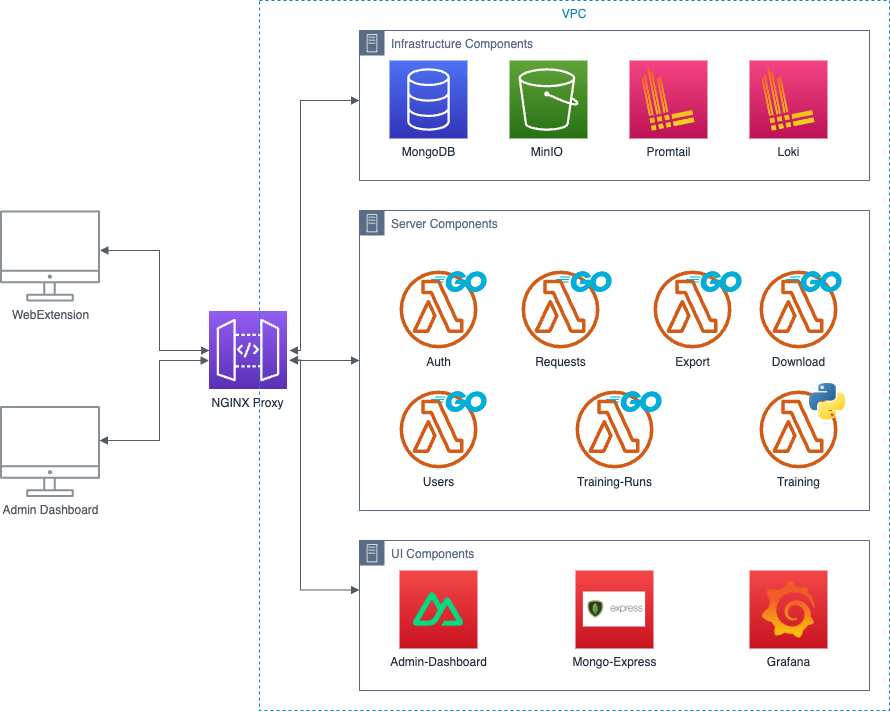 VPC
Infrastructure Components
MongoDB
MinIO
Promtail
Loki
WebExtension
</>
NGINX Proxy
Admin Dashboard
Server Components
GO
GO
GO
GO
Auth
Requests
Export
Download
GO
GO
Users
Training-Runs
Training
UI Components
express
Admin-Dashboard
Mongo-Express
Grafana